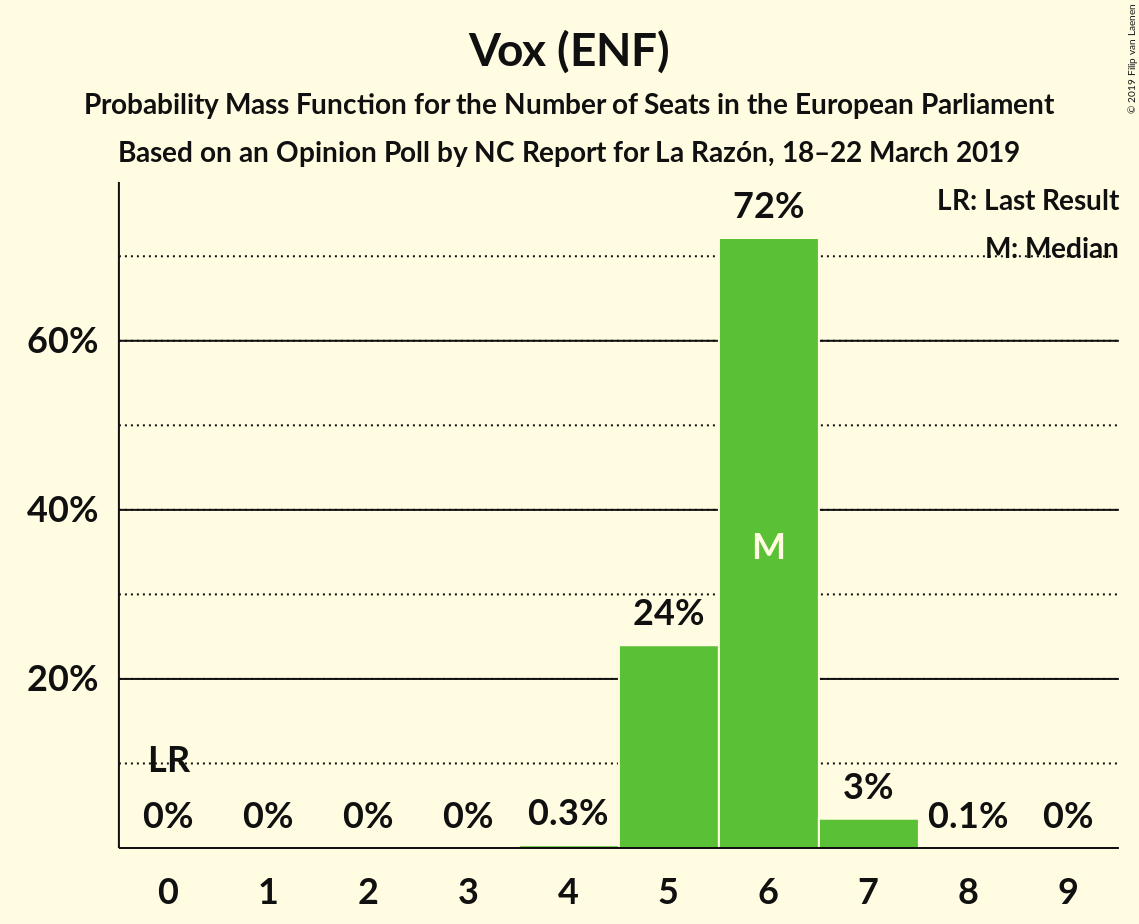 Vox (ENF)
Probability Mass Function for the Number of Seats in the European Parliament
Based on an Opinion Poll by NC Report for La Razón, 18–22 March 2019
© 2019 Filip van Laenen
LR: Last Result
M: Median
72%
60%
40%
M
24%
20%
LR
0% 0% 0% 0% 0.3% 3% 0.1% 0%
0 1 2 3 4 5 6 7 8 9